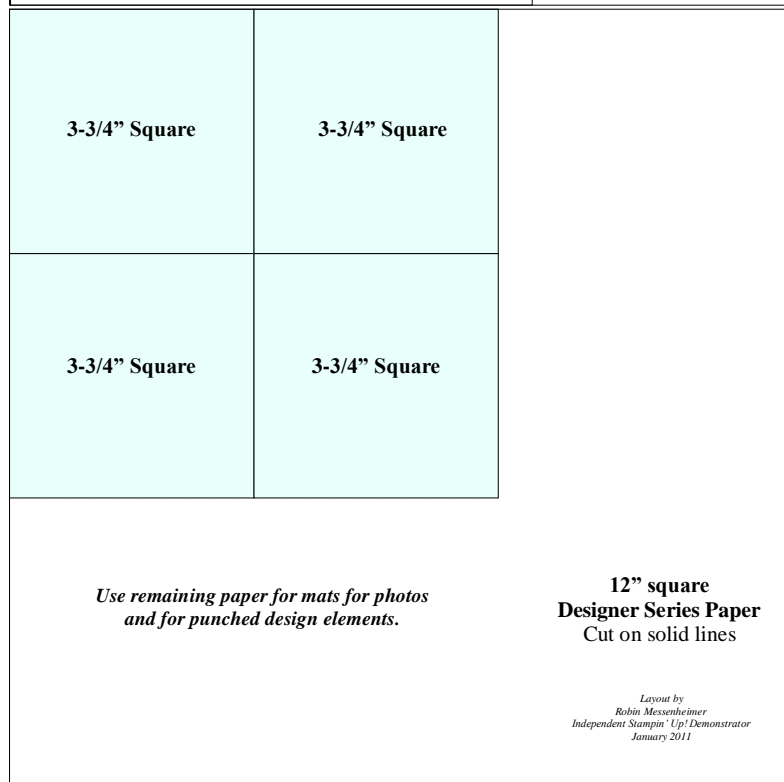 3-3/4” Square
3-3/4” Square
3-3/4” Square
3-3/4” Square
Use remaining paper for mats for photos
and for punched design elements.
12” square
Designer Series Paper
Cut on solid lines
Layout by
Robin Messenheimer
Independent Stampin’ Up! Demonstrator
January 2011